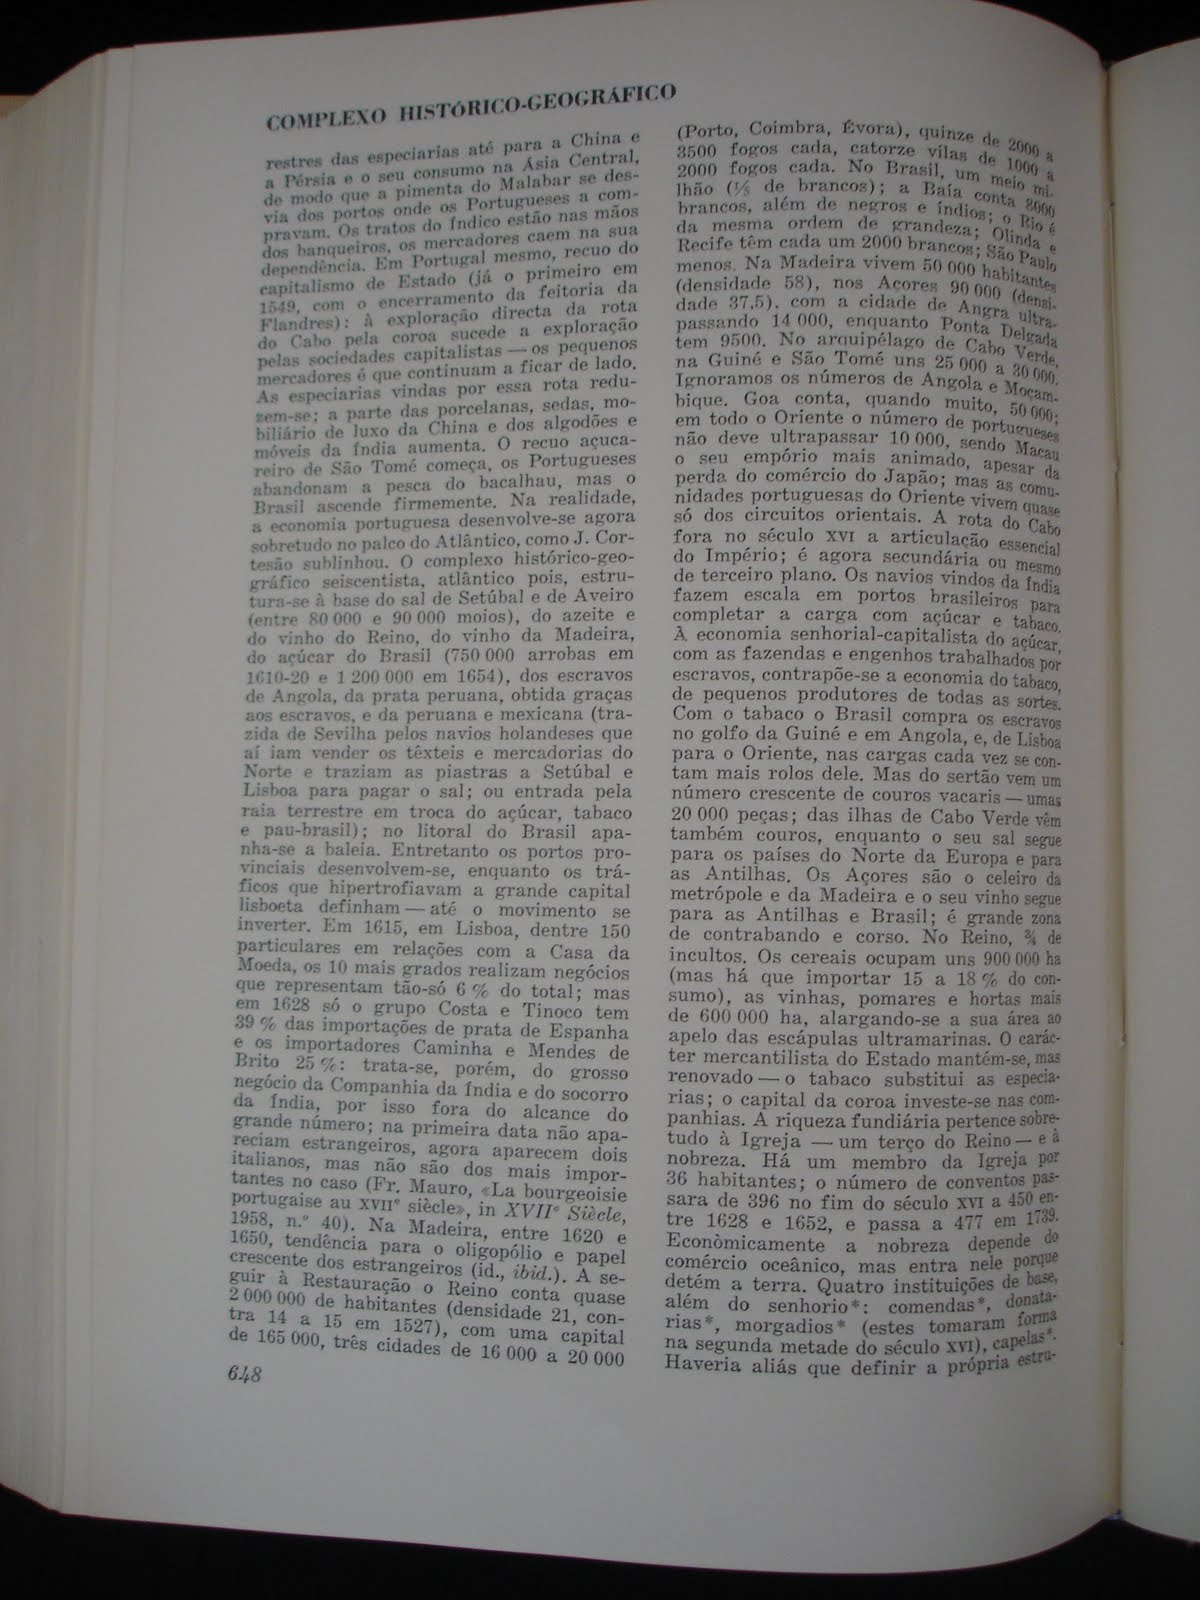 COMPLEXO HISTÓRICO-GEOGRÁFICO
restres das especiarias até para a China e
a Pérsia e o seu consumo na Ásia Central,
de modo que a pimenta do Malabar se des-
via dos portos onde os Portugueses a com-
pravam. Os tratos do Índico estão nas mãos
dos banqueiros, os mercadores caem na sua
dependência. Em Portugal mesmo, recuo do
capitalismo de Estado (já o primeiro em
1549, com o encerramento da feitoria da
Flandres): à exploração directa da rota
do Cabo pela coroa sucede a exploração
pelas sociedades capitalistas — os pequenos
mercadores é que continuam a ficar de lado.
As especiarias vindas por essa rota redu-
zem-se; a parte das porcelanas, sedas, mo-
biliário de luxo da China e dos algodões e
móveis da Índia aumenta. O recuo açuca-
reiro de São Tomé começa, os Portugueses
abandonam a pesca do bacalhau, mas o
Brasil ascende firmemente. Na realidade,
a economia portuguesa desenvolve-se agora
sobretudo no palco do Atlântico, como J. Cor-
tesão sublinhou. O complexo histórico-geo-
gráfico seiscentista, atlântico pois, estru-
tura-se à base do sal de Setúbal e de Aveiro
(entre 80 000 e 90 000 moios), do azeite e
do vinho do Reino, do vinho da Madeira,
do açúcar do Brasil (750 000 arrobas em
1610-20 e 1 200 000 em 1654), dos escravos
de Angola, da prata peruana, obtida graças
aos escravos, e da peruana e mexicana (tra-
zida de Sevilha pelos navios holandeses que
aí iam vender os têxteis e mercadorias do
Norte e traziam as piastras a Setúbal e
Lisboa para pagar o sal; ou entrada pela
raia terrestre em troca do açúcar, tabaco
e pau-brasil); no litoral do Brasil apa-
nha-se a baleia. Entretanto os portos pro-
vinciais desenvolvem-se, enquanto os trá-
ficos que hipertrofiavam a grande capital
lisboeta definham — até o movimento se
inverter. Em 1615, em Lisboa, dentre 150
particulares em relações com a Casa da
Moeda, os 10 mais grados realizam negócios
que representam tão-só 6 % do total; mas
em 1628 só o grupo Costa e Tinoco tem
39 % das importações de prata de Espanha
e os importadores Caminha e Mendes de
Brito 25 %: trata-se, porém, do grosso
negócio da Companhia da Índia e do socorro
da Índia, por isso fora do alcance do
grande número; na primeira data não apa-
reciam estrangeiros, agora aparecem dois
italianos, mas não são dos mais impor-
tantes no caso (Fr. Mauro, «La bourgeoisie
portugaise au XVIIe siècle», in XVIIe Siècle,
1958, n.º 40). Na Madeira, entre 1620 e
1650, tendência para o oligopólio e papel
crescente dos estrangeiros (id., ibid.). A se-
guir à Restauração o Reino conta quase
2 000 000 de habitantes (densidade 21, con-
tra 14 a 15 em 1527), com uma capital
de 165 000, três cidades de 16 000 a 20 000
(Porto, Coimbra, Évora), quinze de 2000 a
3500 fogos cada, catorze vilas de 1000 a
2000 fogos cada. No Brasil, um meio mi-
lhão (1/5 de brancos); a Baía conta 8000
brancos, além de negros e índios; o Rio é
da mesma ordem de grandeza; Olinda e
Recife têm cada um 2000 brancos; São Paulo
menos. Na Madeira vivem 50 000 habitantes
(densidade 58), nos Açores 90 000 (densi-
dade 37,5), com a cidade de Angra ultra-
passando 14 000, enquanto Ponta Delgada
tem 9500. No arquipélago de Cabo Verde,
na Guiné e São Tomé uns 25 000 a 30 000.
Ignoramos os números de Angola e Moçam-
bique. Goa conta, quando muito, 50 000;
em todo o Oriente o número de portugueses
não deve ultrapassar 10 000, sendo Macau
o seu empório mais animado, apesar da
perda do comércio do Japão; mas as comu-
nidades portuguesas do Oriente vivem quase
só dos circuitos orientais. A rota do Cabo
fora no século XVI a articulação essencial
do Império; é agora secundária ou mesmo
de terceiro plano. Os navios vindos da Índia
fazem escala em portos brasileiros para
completar a carga com açúcar e tabaco.
À economia senhorial-capitalista do açúcar,
com as fazendas e engenhos trabalhados por
escravos, contrapõe-se a economia do tabaco,
de pequenos produtores de todas as sortes.
Com o tabaco o Brasil compra os escravos
no golfo da Guiné e em Angola, e, de Lisboa
para o Oriente, nas cargas cada vez se con-
tam mais rolos dele. Mas do sertão vem um
número crescente de couros vacaris — umas
20 000 peças; das ilhas de Cabo Verde vêm
também couros, enquanto o seu sal segue
para os países do Norte da Europa e para
as Antilhas. Os Açores são o celeiro da
metrópole e da Madeira e o seu vinho segue
para as Antilhas e Brasil; é grande zona
de contrabando e corso. No Reino, 3/4 de
incultos. Os cereais ocupam uns 900 000 ha
(mas há que importar 15 a 18 % do con-
sumo), as vinhas, pomares e hortas mais
de 600 000 ha, alargando-se a sua área ao
apelo das escápulas ultramarinas. O carác-
ter mercantilista do Estado mantém-se, mas
renovado — o tabaco substitui as especia-
rias; o capital da coroa investe-se nas com-
panhias. A riqueza fundiária pertence sobre-
tudo à Igreja — um terço do Reino — e à
nobreza. Há um membro da Igreja por
36 habitantes; o número de conventos pas-
sara de 396 no fim do século XVI a 450 en-
tre 1628 e 1652, e passa a 477 em 1739.
Econòmicamente a nobreza depende do
comércio oceânico, mas entra nele porque
detém a terra. Quatro instituições de base,
além do senhorio*: comendas*, donata-
rias*, morgadios* (estes tomaram forma
na segunda metade do século XVI), capelas*.
Haveria aliás que definir a própria estru-
648